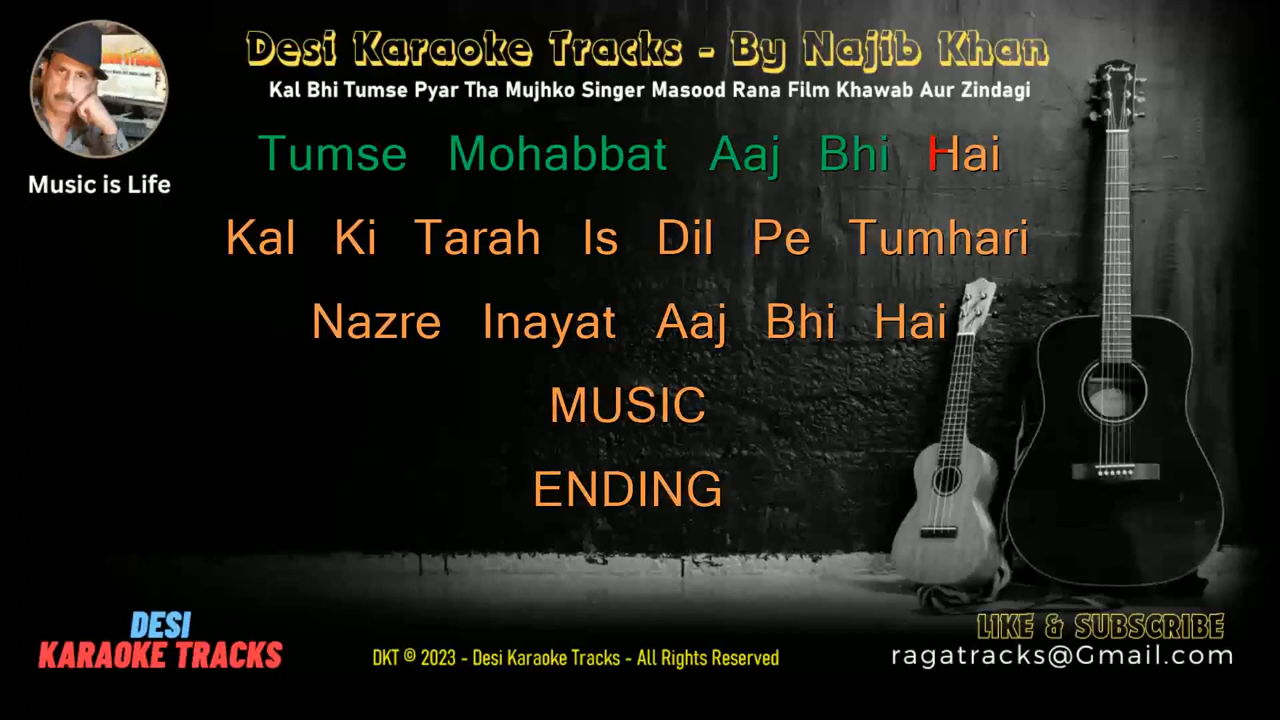 Desi Karaoke Tracks - By Najib Khan
Kal Bhi Tumse Pyar Tha Mujhko Singer Masood Rana Film Khawab Aur Zindagi
Music is Life
Tumse Mohabbat Aaj Bhi Hai
Kal Ki Tarah Is Dil Pe Tumhari
Nazre Inayat Aaj Bhi Hai
MUSIC
ENDING
Fender
DESI
KARAOKE TRACKS
DKT © 2023 - Desi Karaoke Tracks - All Rights Reserved
LIKE & SUBSCRIBE
ragatracks@Gmail.com